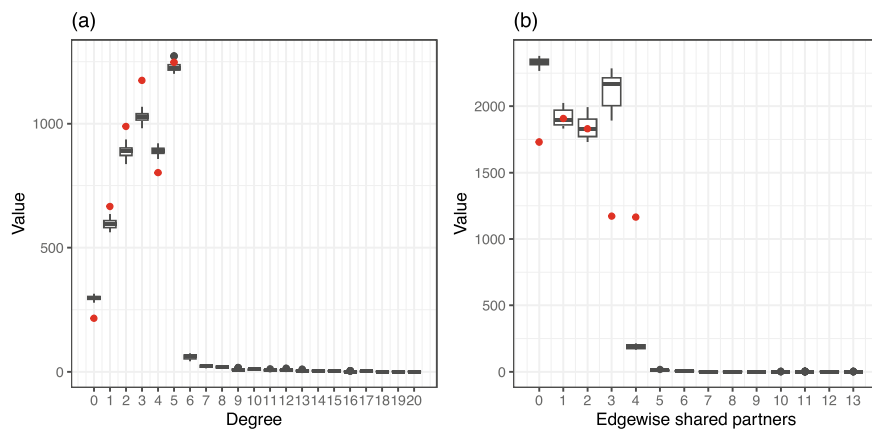 (a)
Value
1000
500
0
0 1 2 3 4 5 6 7 8 9 10 11 12 13 14 15 16 17 18 19 20
Degree
(b)
Value
2000
1500
1000
500
0
0 1 2 3 4 5 6 7 8 9 10 11 12 13
Edgewise shared partners